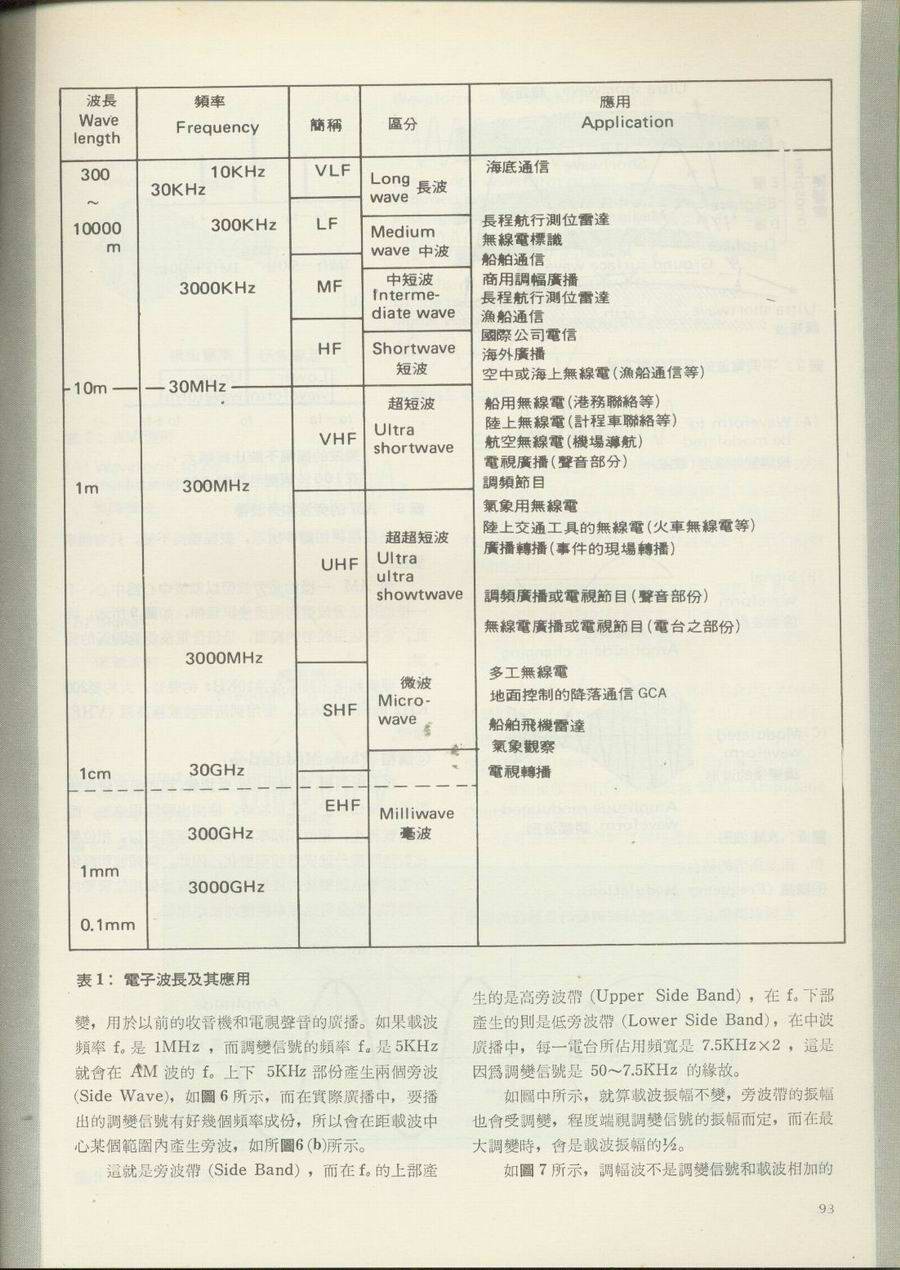 波長
Wave
length
頻率
Frequency
簡稱
區分
應用
Application
300
~
10000
m
10KHz
30KHz
300KHz
3000KHz
VLF
LF
MF
HF
Long
wave 長波
Medium
wave 中波
中短波
Interme-
diate wave
Shortwave
短波
海底通信
長程航行測位雷達
無線電標識
船舶通信
商用調幅廣播
長程航行測位雷達
漁船通信
國際公司電信
海外廣播
空中或海上無線電(漁船通信等)
10m
30MHz
VHF
超短波
Ultra
shortwave
船用無線電(港務聯絡等)
陸上無線電(計程車聯絡等)
航空無線電(機場導航)
電視廣播(聲音部分)
調頻節目
1m
300MHz
UHF
超超短波
Ultra
ultra
showtwave
氣象用無線電
陸上交通工具的無線電(火車無線電等)
廣播轉播(事件的現場轉播)
調頻廣播或電視節目(聲音部份)
無線電廣播或電視節目(電台之部份)
3000MHz
SHF
微波
Micro-
wave
多工無線電
地面控制的降落通信 GCA
船舶飛機雷達
氣象觀察
電視轉播
1cm
30GHz
EHF
Milliwave
毫波
300GHz
1mm
3000GHz
0.1mm
表1：電子波長及其應用
變，用於以前的收音機和電視聲音的廣播。如果載波
頻率 f₀ 是 1MHz ，而調變信號的頻率 fₐ 是 5KHz
就會在 AM 波的 f₀ 上下 5KHz 部份產生兩個旁波
(Side Wave)，如圖 6 所示，而在實際廣播中，要播
出的調變信號有好幾個頻率成份，所以會在距載波中
心某個範圍內產生旁波，如所圖6 (b)所示。
這就是旁波帶 (Side Band) ，而在 f₀ 的上部產
生的是高旁波帶 (Upper Side Band) ，在 f₀ 下部
產生的則是低旁波帶 (Lower Side Band)，在中波
廣播中，每一電台所佔用頻寬是 7.5KHz×2 ，這是
因爲調變信號是 50～7.5KHz 的緣故。
如圖中所示，就算載波振幅不變，旁波帶的振幅
也會受調變，程度端視調變信號的振幅而定，而在最
大調變時，會是載波振幅的½。
如圖 7 所示，調幅波不是調變信號和載波相加的
93